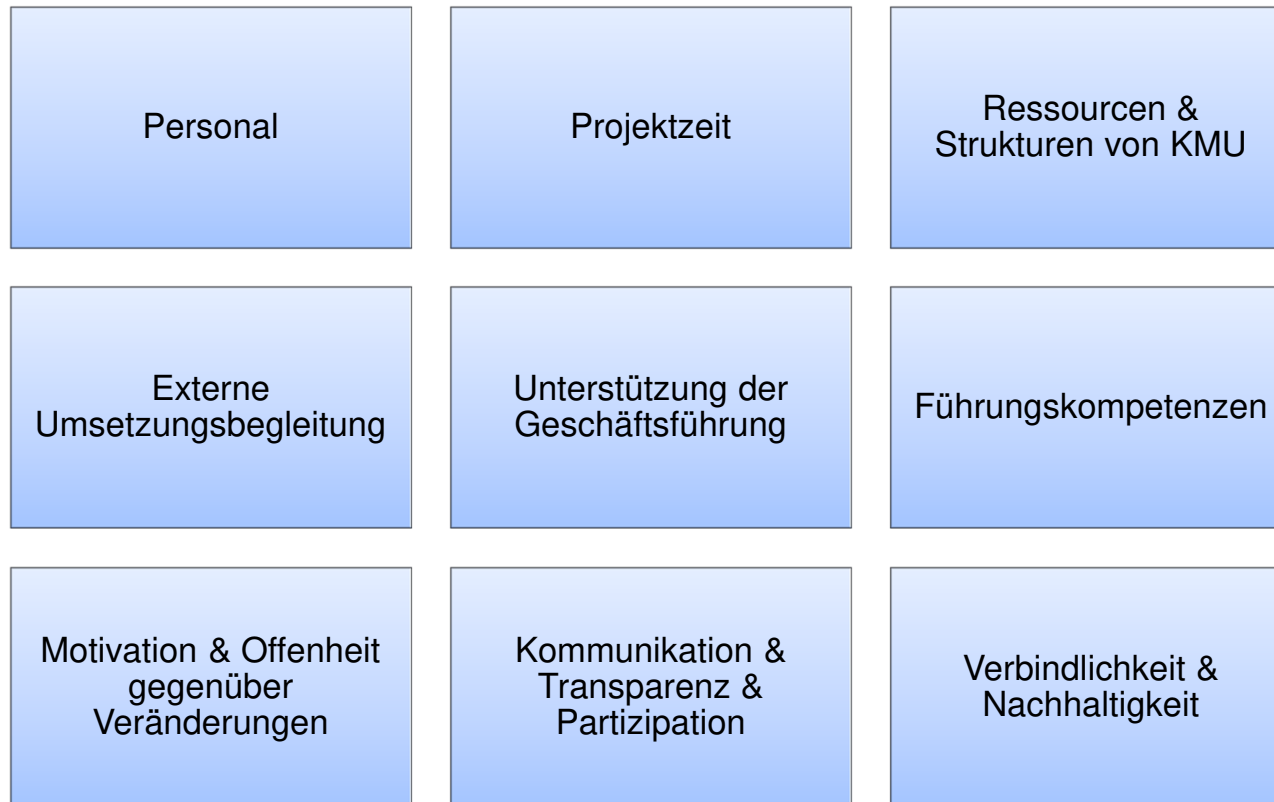 Personal
Projektzeit
Ressourcen &
Strukturen von KMU
Externe
Umsetzungsbegleitung
Unterstützung der
Geschäftsführung
Führungskompetenzen
Motivation & Offenheit
gegenüber
Veränderungen
Kommunikation &
Transparenz &
Partizipation
Verbindlichkeit &
Nachhaltigkeit